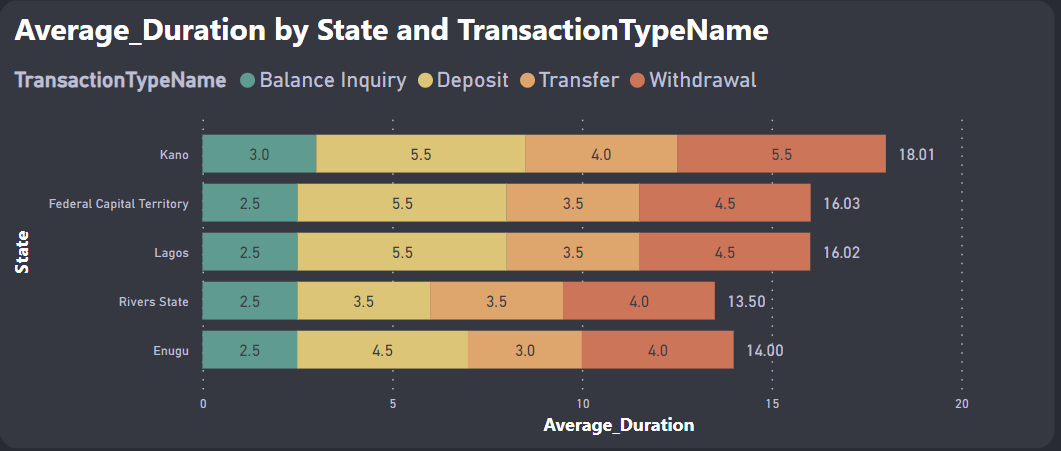 Average_Duration by State and TransactionTypeName
TransactionTypeName Balance Inquiry Deposit Transfer Withdrawal
Kano 3.0 5.5 4.0 5.5 18.01
Federal Capital Territory 2.5 5.5 3.5 4.5 16.03
Lagos 2.5 5.5 3.5 4.5 16.02
Rivers State 2.5 3.5 3.5 4.0 13.50
Enugu 2.5 4.5 3.0 4.0 14.00
State
0 5 10 15 20
Average_Duration